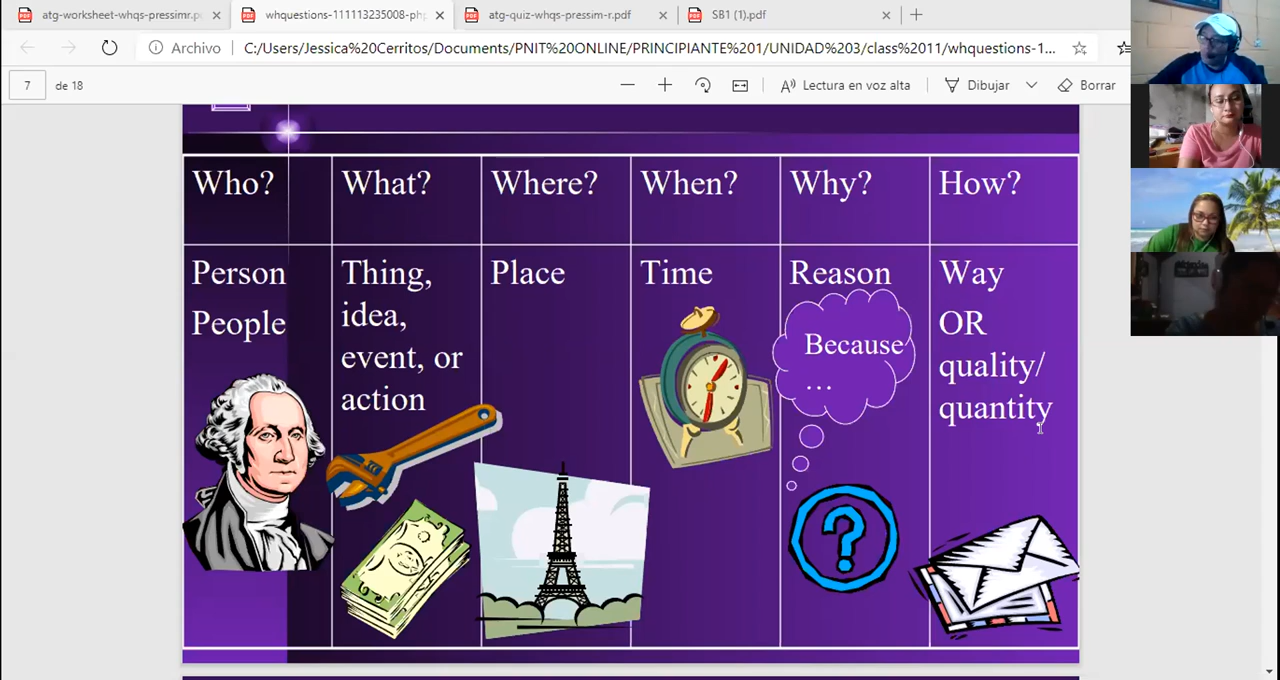 atg-worksheet-whqs-pressimr.p
whquestions-111113235008-php
atg-quiz-whqs-pressim-r.pdf
SB1 (1).pdf
Archivo
C:/Users/Jessica%20Cerritos/Documents/PNIT%20ONLINE/PRINCIPIANTE%201/UNIDAD%203/class%2011/whquestions-1...
7
de 18
Lectura en voz alta
Dibujar
Borrar
Who?
What?
Where?
When?
Why?
How?
Person
People
Thing,
idea,
event, or
action
Place
Time
Reason
Because
...
Way
OR
quality/
quantity